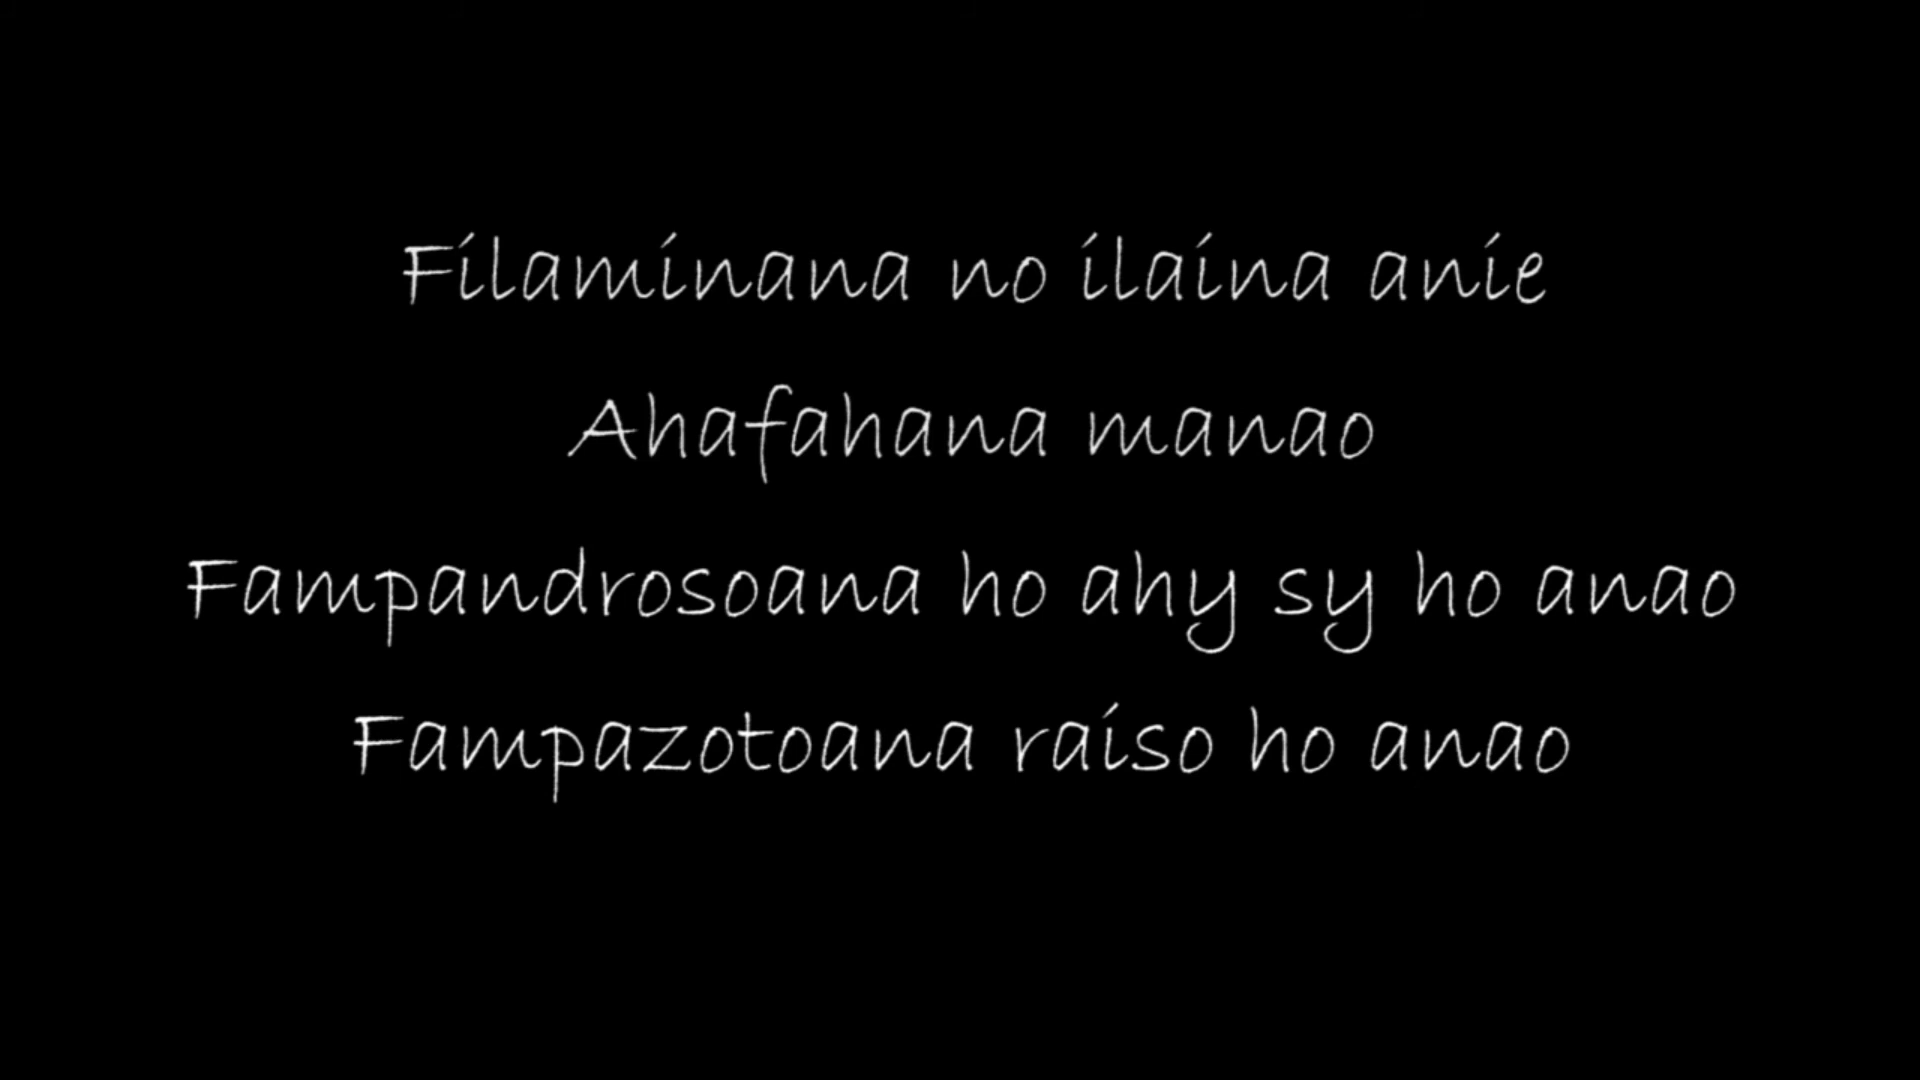 Filaminana no ilaina anie
Ahafahana manao
Fampandrosoana ho ahy sy ho anao
Fampazotoana raiso ho anao